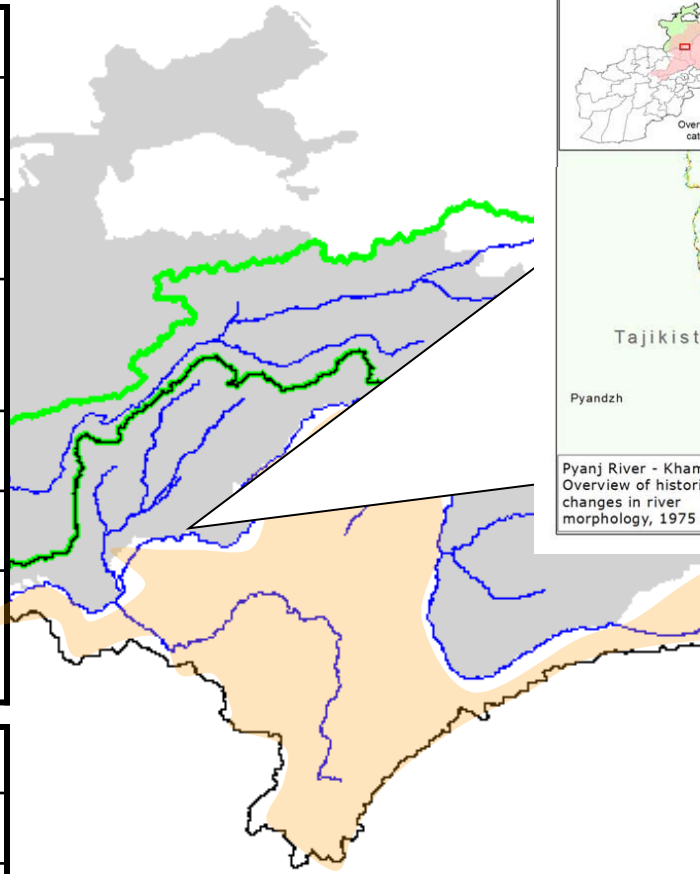 Tajikist
Pyandzh
Pyanj River - Kham
Overview of histori
changes in river
morphology, 1975